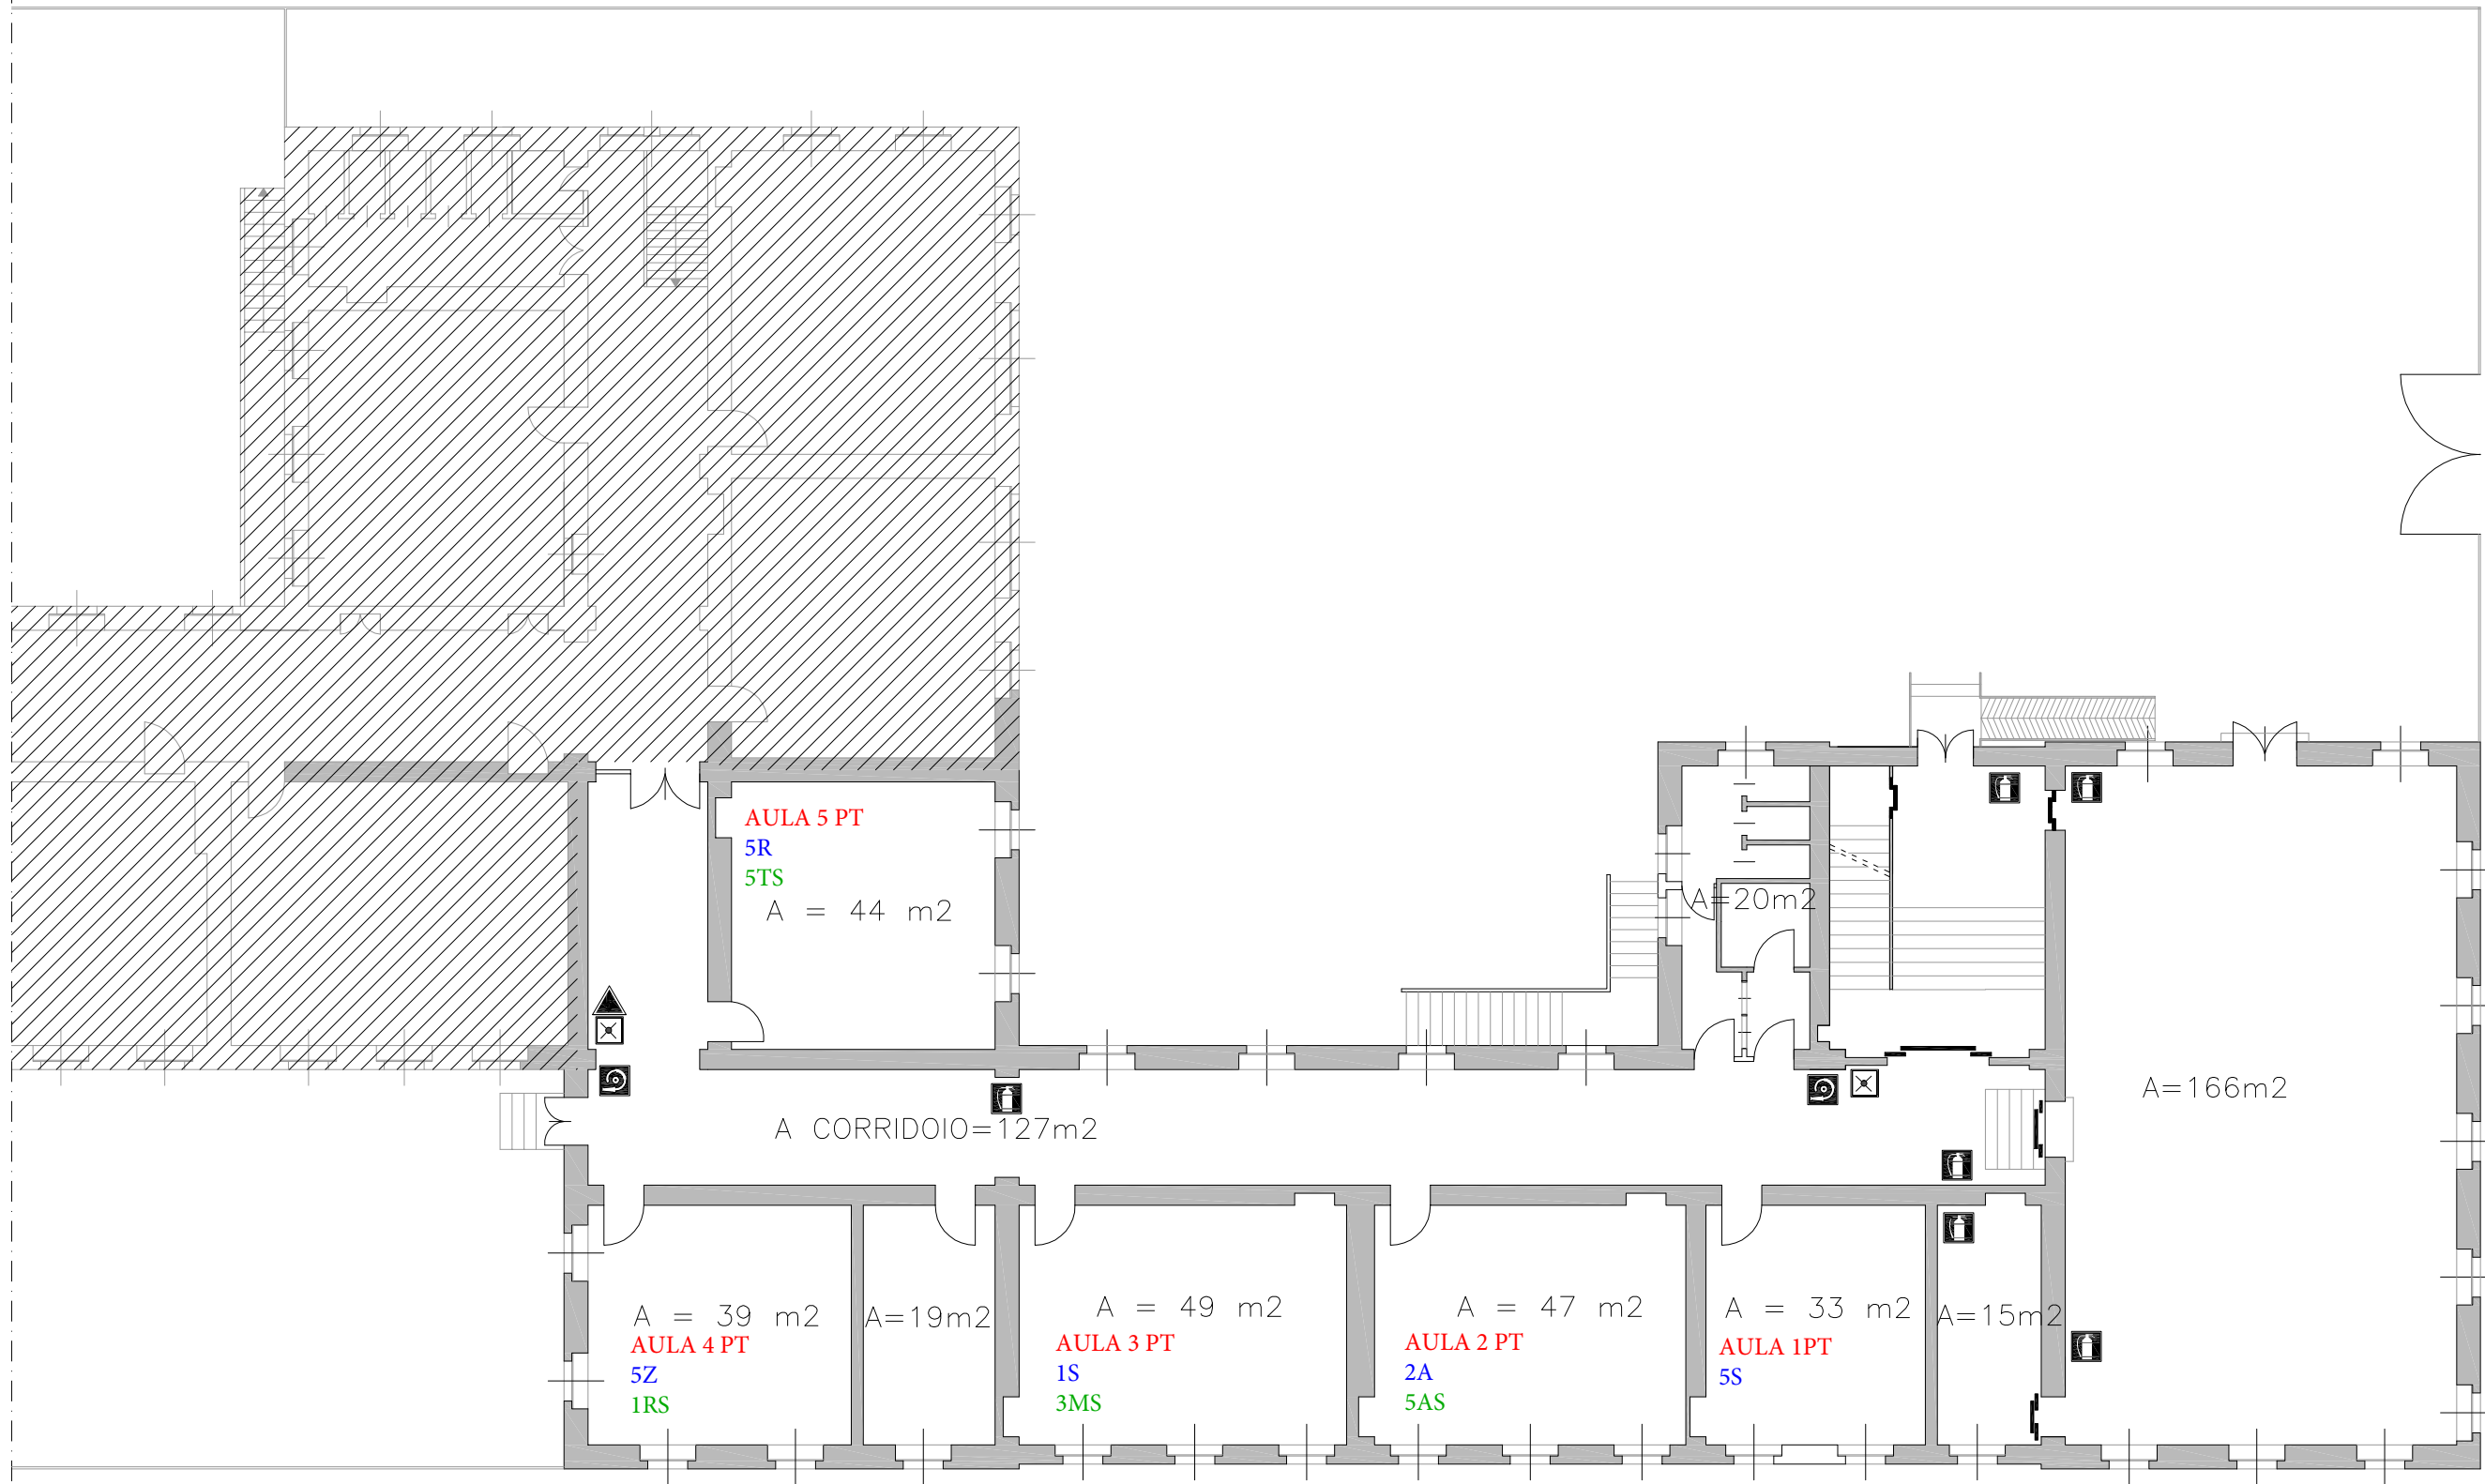 AULA 5 PT
5R
5TS
A = 44 m2
A=20m2
A=166m2
A CORRIDOIO=127m2
A = 39 m2
AULA 4 PT
5Z
1RS
A=19m2
A = 49 m2
AULA 3 PT
1S
3MS
A = 47 m2
AULA 2 PT
2A
5AS
A = 33 m2
AULA 1PT
5S
A=15m2